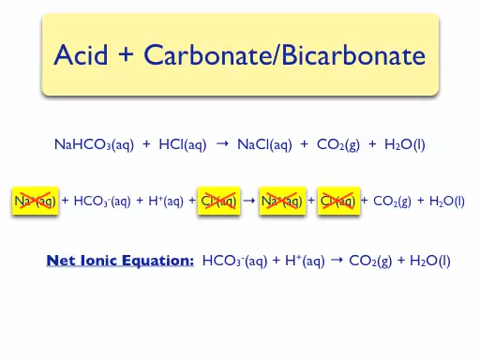 Acid + Carbonate/Bicarbonate
NaHCO₃(aq) + HCl(aq) → NaCl(aq) + CO₂(g) + H₂O(l)
Na⁺(aq) + HCO₃⁻(aq) + H⁺(aq) + Cl⁻(aq) → Na⁺(aq) + Cl⁻(aq) + CO₂(g) + H₂O(l)
Net Ionic Equation: HCO₃⁻(aq) + H⁺(aq) → CO₂(g) + H₂O(l)